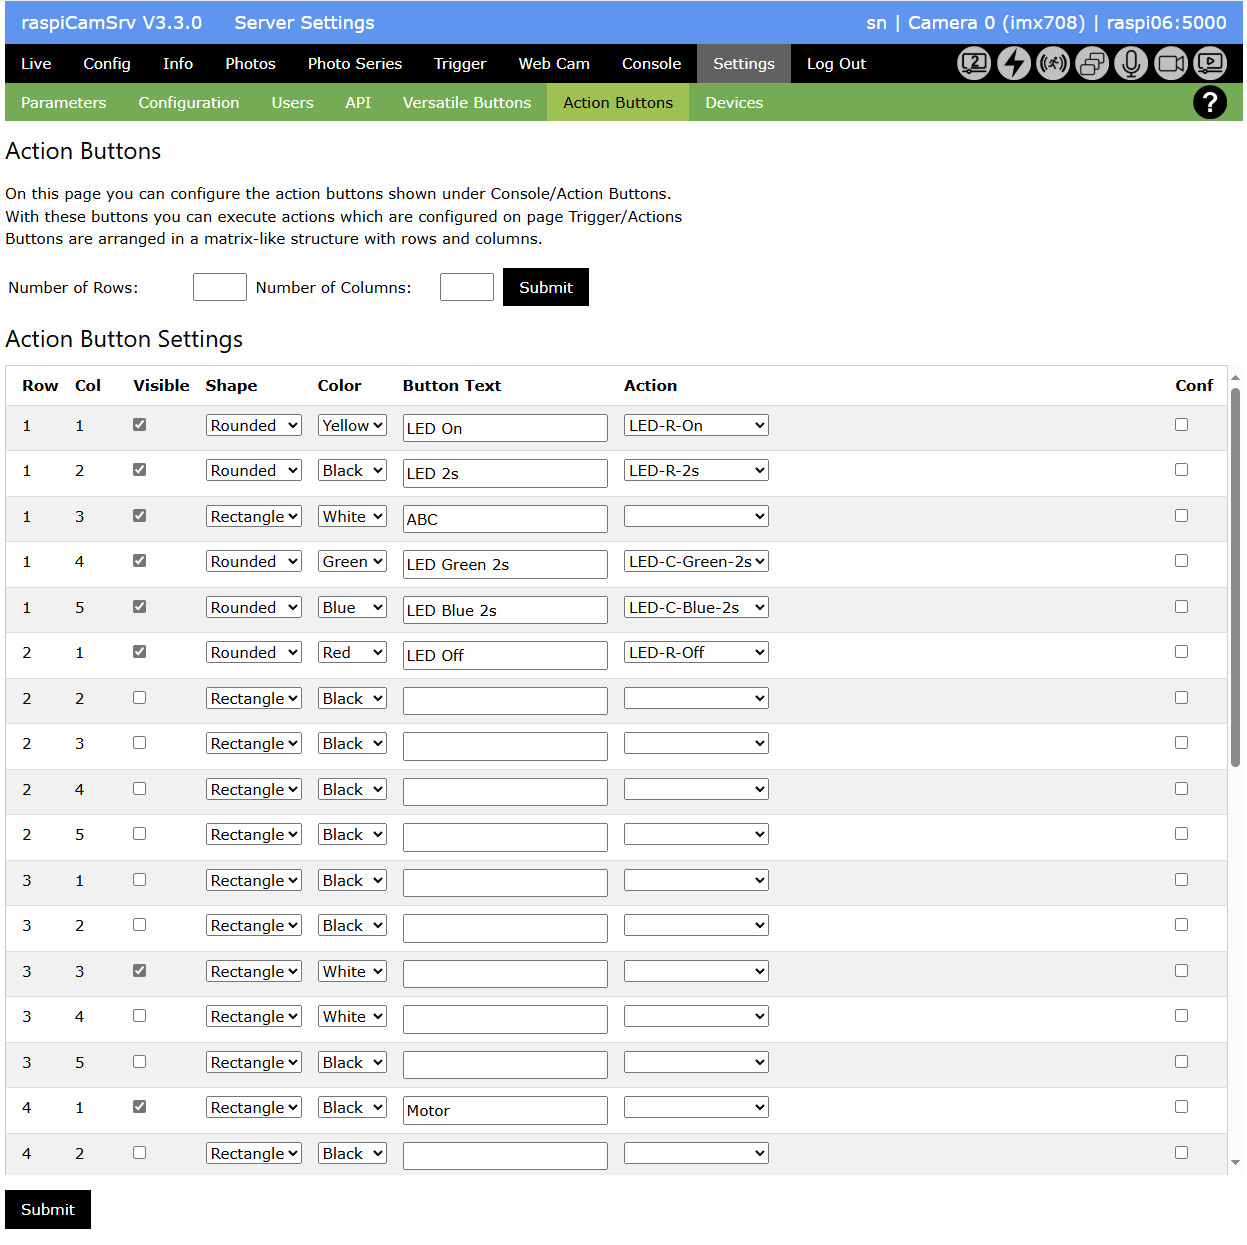 raspiCamSrv V3.3.0 Server Settings sn | Camera 0 (imx708) | raspi06:5000
Live Config Info Photos Photo Series Trigger Web Cam Console Settings Log Out 2
Parameters Configuration Users API Versatile Buttons Action Buttons Devices ?
Action Buttons
On this page you can configure the action buttons shown under Console/Action Buttons.
With these buttons you can execute actions which are configured on page Trigger/Actions
Buttons are arranged in a matrix-like structure with rows and columns.
Number of Rows: Number of Columns: Submit
Action Button Settings
Row Col Visible Shape Color Button Text Action Conf
1 1 Rounded Yellow LED On LED-R-On
1 2 Rounded Black LED 2s LED-R-2s
1 3 Rectangle White ABC
1 4 Rounded Green LED Green 2s LED-C-Green-2s
1 5 Rounded Blue LED Blue 2s LED-C-Blue-2s
2 1 Rounded Red LED Off LED-R-Off
2 2 Rectangle Black
2 3 Rectangle Black
2 4 Rectangle Black
2 5 Rectangle Black
3 1 Rectangle Black
3 2 Rectangle Black
3 3 Rectangle White
3 4 Rectangle White
3 5 Rectangle Black
4 1 Rectangle Black Motor
4 2 Rectangle Black
Submit